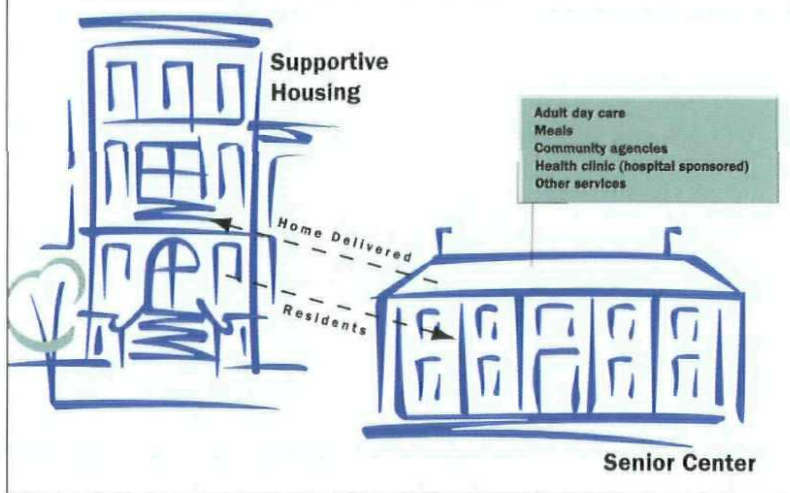 Supportive
Housing
Adult day care
Meals
Community agencies
Health clinic (hospital sponsored)
Other services
Home Delivered
Residents
Senior Center